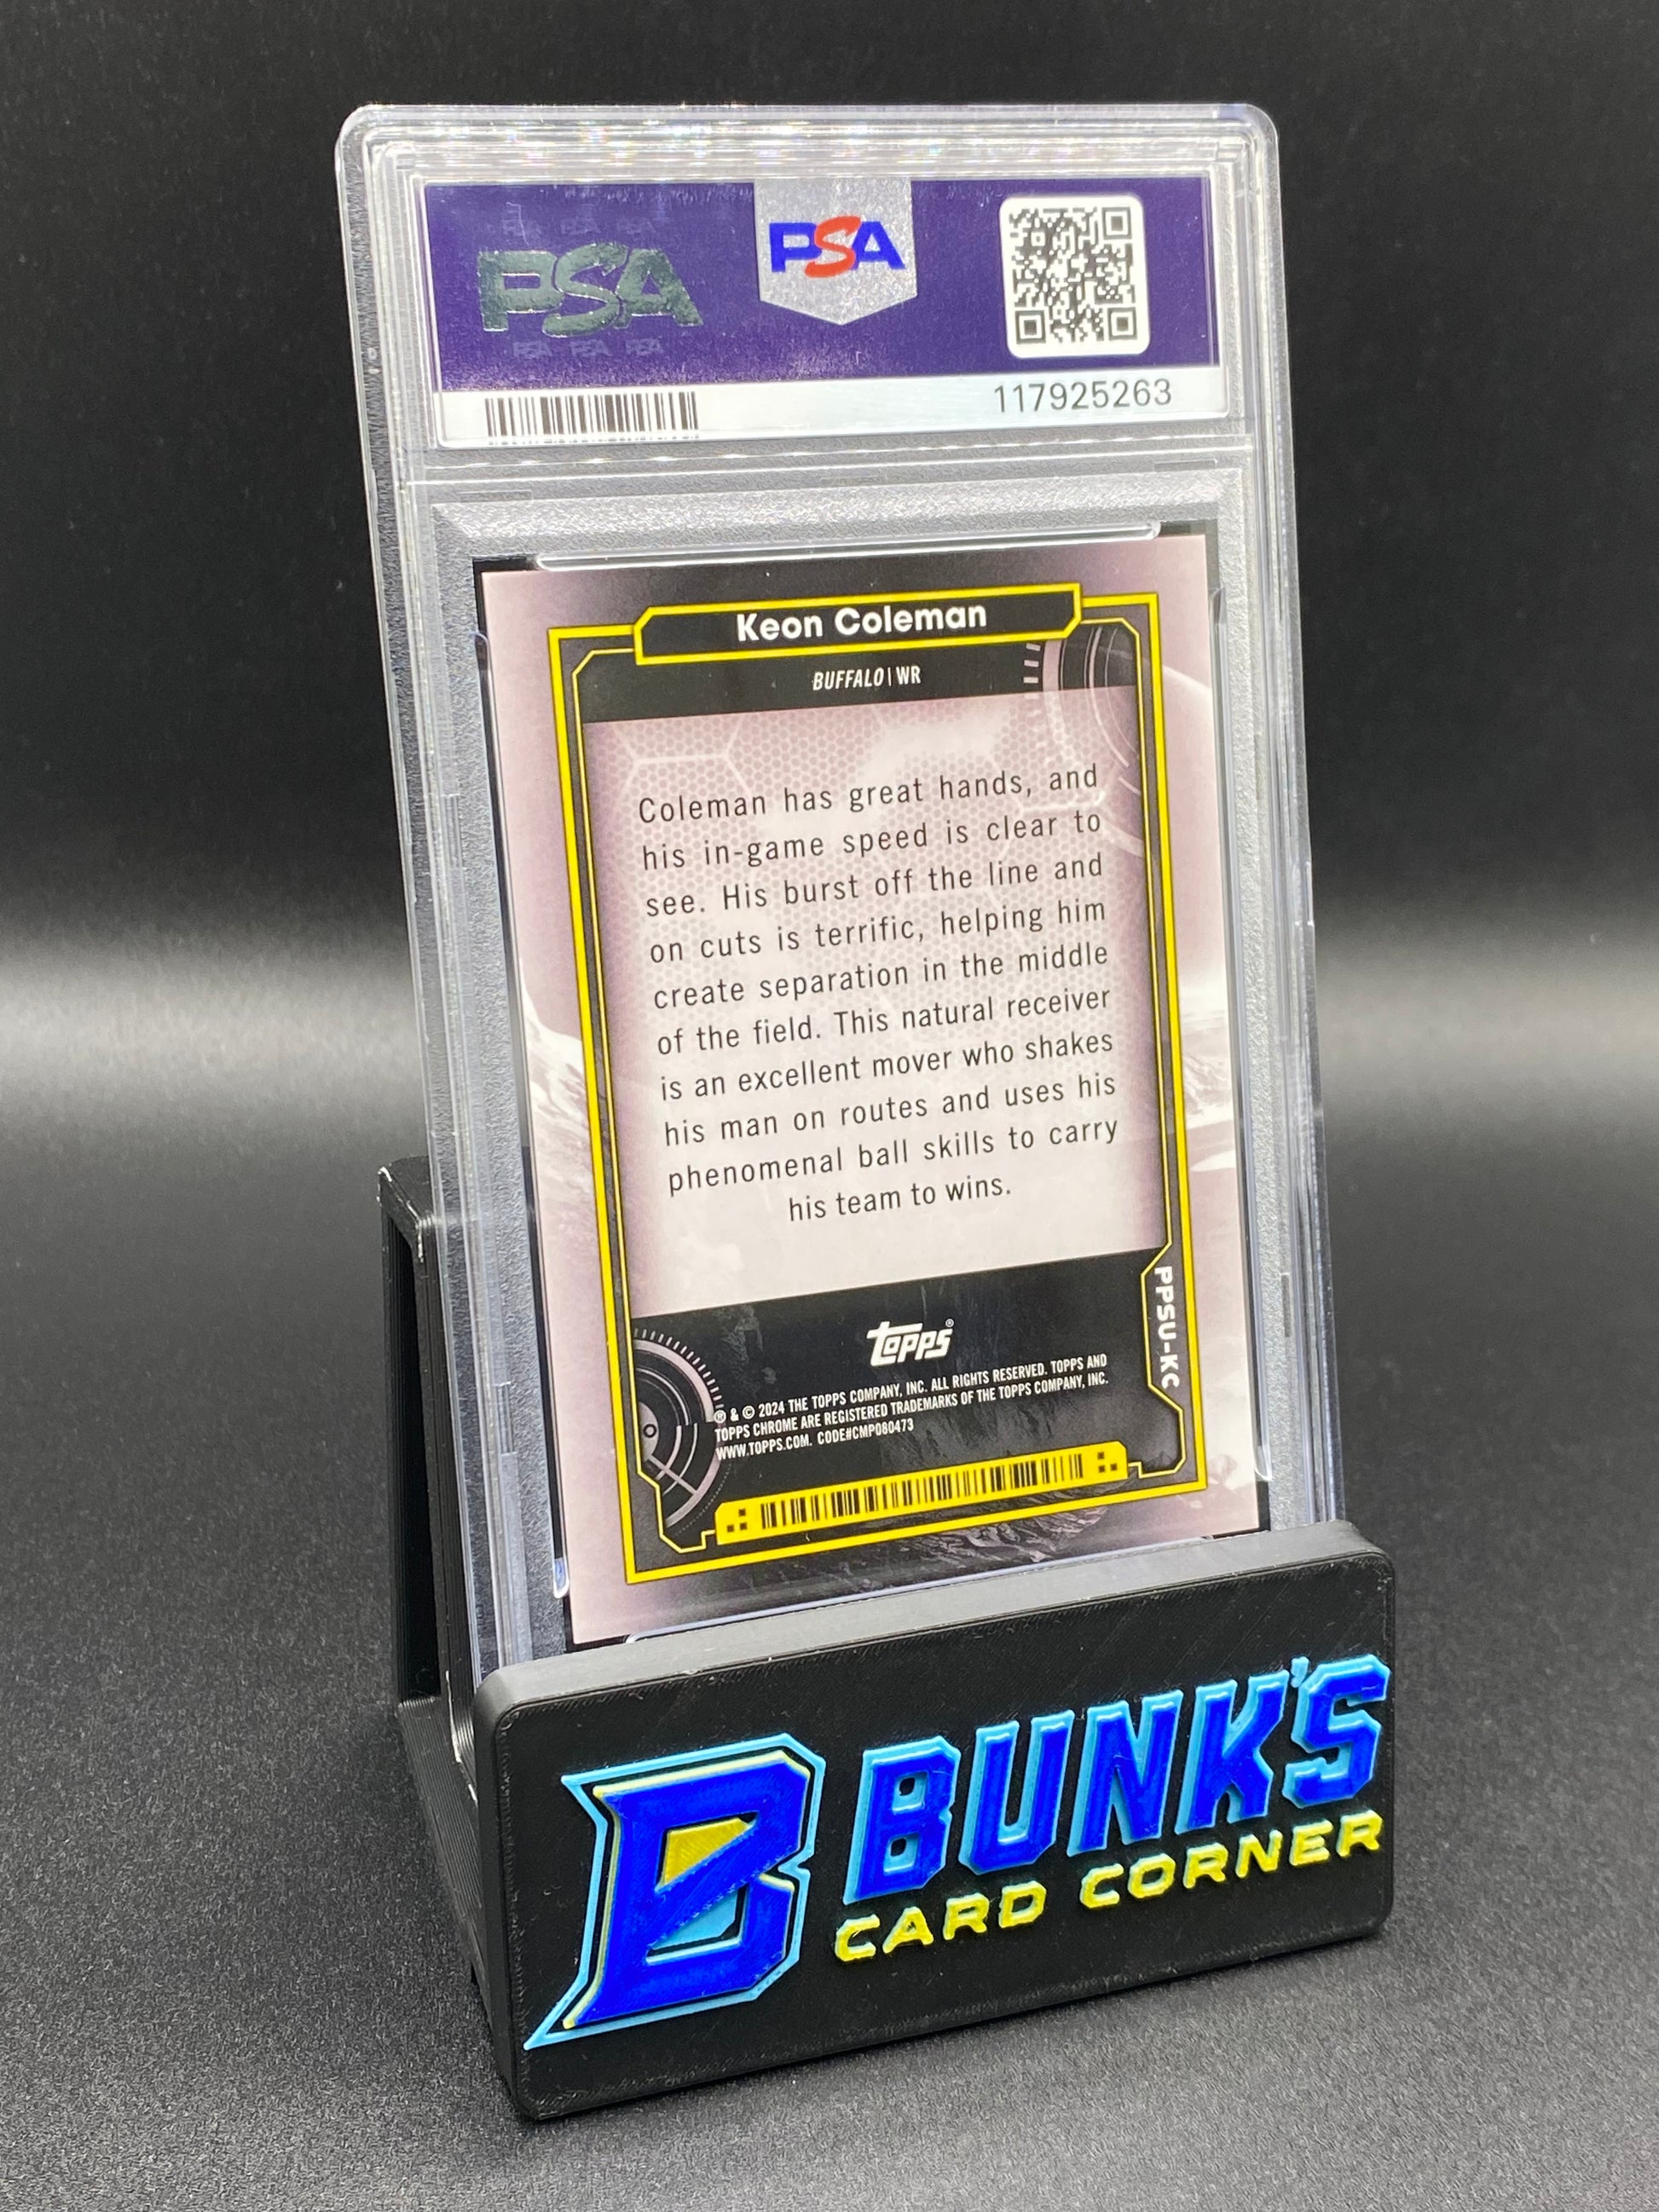 PSA
PSA
117925263
Keon Coleman
BUFFALO | WR
Coleman has great hands, and
his in-game speed is clear to
see. His burst off the line and
on cuts is terrific, helping him
create separation in the middle
of the field. This natural receiver
is an excellent mover who shakes
his man on routes and uses his
phenomenal ball skills to carry
his team to wins.
PPSU-KC
topps®
® & © 2024 THE TOPPS COMPANY, INC. ALL RIGHTS RESERVED. TOPPS AND
TOPPS CHROME ARE REGISTERED TRADEMARKS OF THE TOPPS COMPANY, INC.
WWW.TOPPS.COM. CODE#CMP080473
B BUNK'S
CARD CORNER